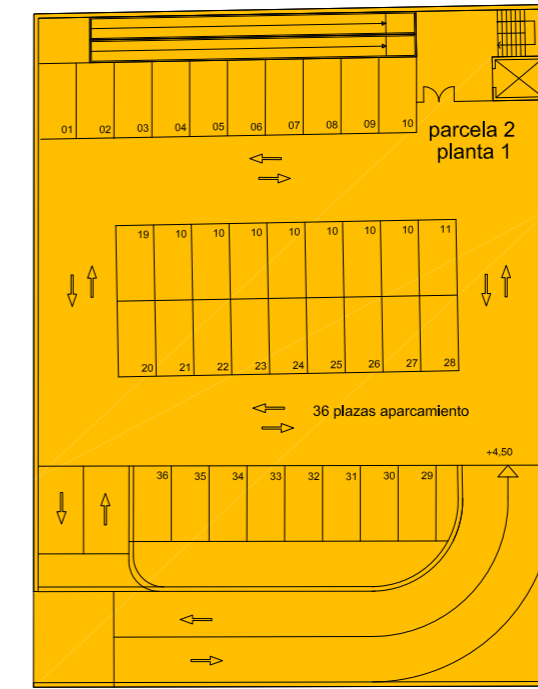 01 02 03 04 05 06 07 08 09 10
parcela 2
planta 1
19 10 10 10 10 10 10 10 11
20 21 22 23 24 25 26 27 28
36 plazas aparcamiento
+4,50
36 35 34 33 32 31 30 29